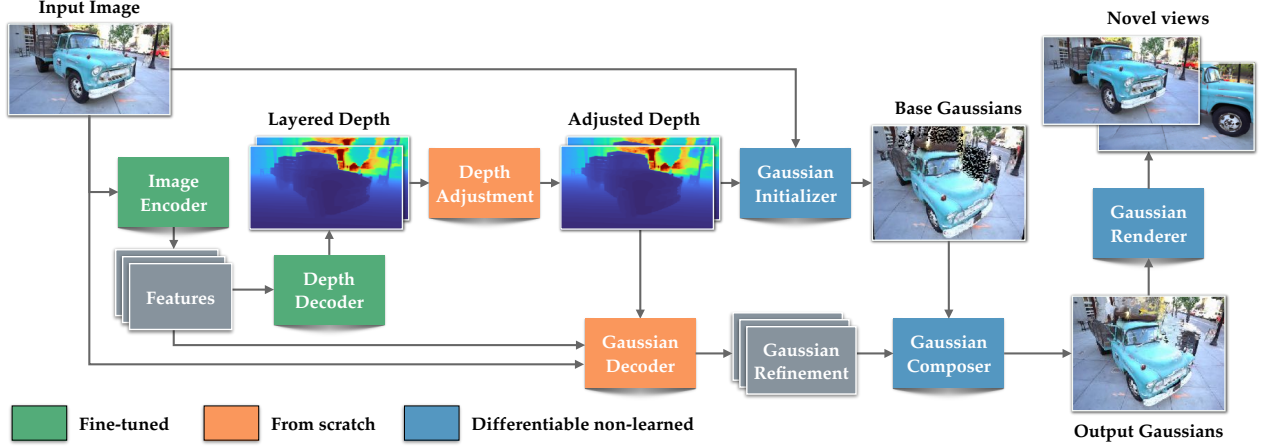 Input Image
Novel views
Layered Depth
Adjusted Depth
Base Gaussians
Image
Encoder
Depth
Adjustment
Gaussian
Initializer
Gaussian
Renderer
Features
Depth
Decoder
Gaussian
Decoder
Gaussian
Refinement
Gaussian
Composer
Fine-tuned
From scratch
Differentiable non-learned
Output Gaussians